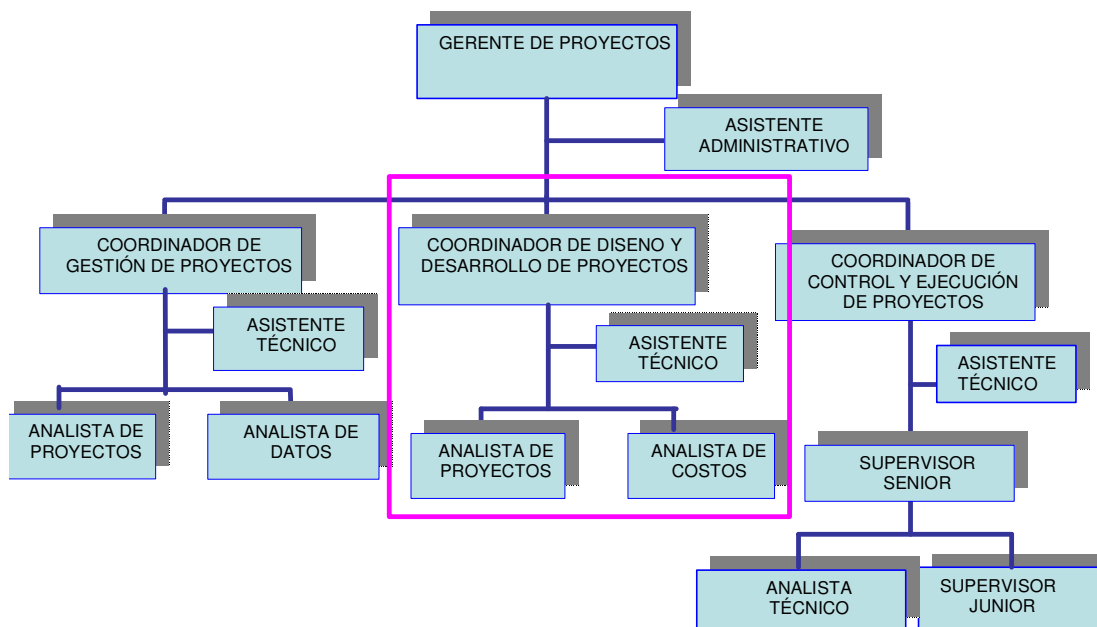 GERENTE DE PROYECTOS
ASISTENTE
ADMINISTRATIVO
COORDINADOR DE
GESTIÓN DE PROYECTOS
COORDINADOR DE DISENO Y
DESARROLLO DE PROYECTOS
COORDINADOR DE
CONTROL Y EJECUCIÓN
DE PROYECTOS
ASISTENTE
TÉCNICO
ASISTENTE
TÉCNICO
ASISTENTE
TÉCNICO
ANALISTA DE
PROYECTOS
ANALISTA DE
DATOS
ANALISTA DE
PROYECTOS
ANALISTA DE
COSTOS
SUPERVISOR
SENIOR
ANALISTA
TÉCNICO
SUPERVISOR
JUNIOR